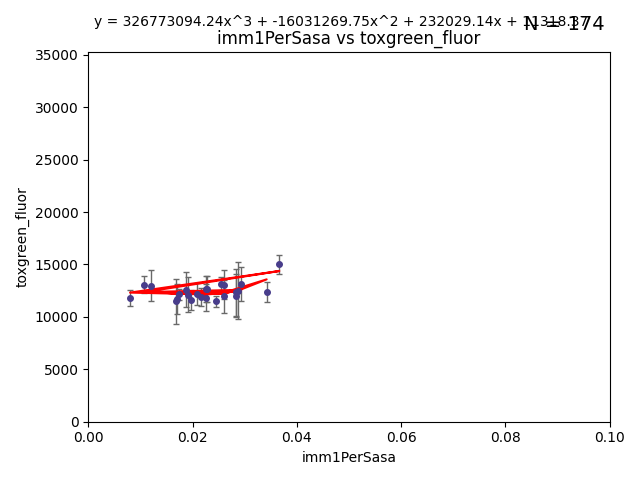 y = 326773094.24x^3 + -16031269.75x^2 + 232029.14x + 11318.37
N = 174
imm1PerSasa vs toxgreen_fluor
35000
30000
25000
20000
15000
10000
5000
0
toxgreen_fluor
0.00 0.02 0.04 0.06 0.08 0.10
imm1PerSasa